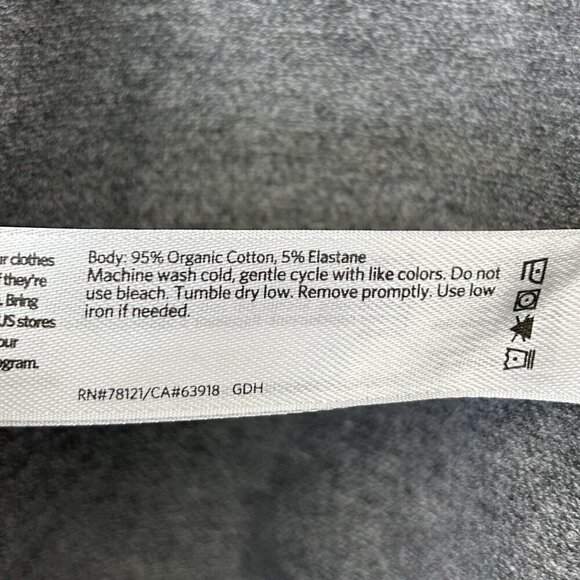 r clothes
f they're
. Bring
US stores
our
ogram.
Body: 95% Organic Cotton, 5% Elastane
Machine wash cold, gentle cycle with like colors. Do not
use bleach. Tumble dry low. Remove promptly. Use low
iron if needed.
RN#78121/CA#63918 GDH